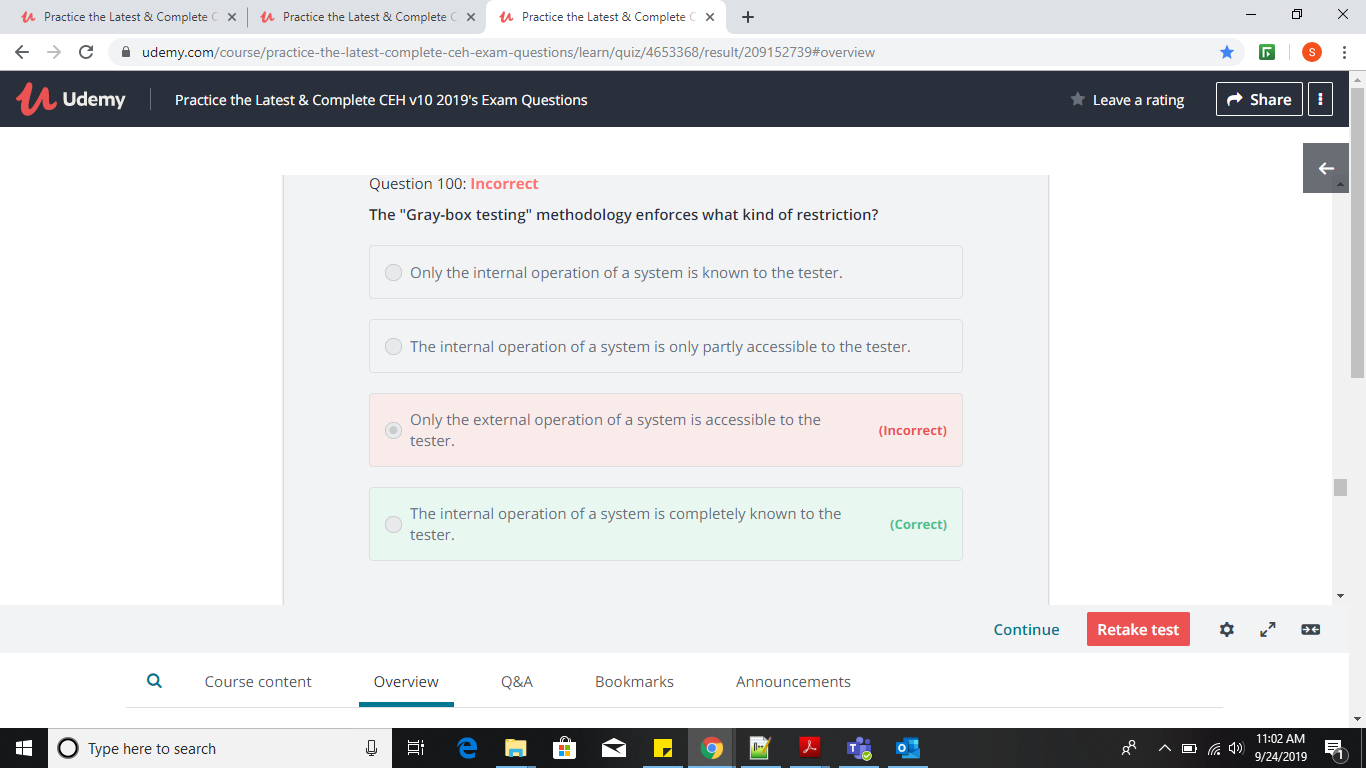 Practice the Latest & Complete C
Practice the Latest & Complete C
Practice the Latest & Complete C
udemy.com/course/practice-the-latest-complete-ceh-exam-questions/learn/quiz/4653368/result/209152739#overview
S
Udemy
Practice the Latest & Complete CEH v10 2019's Exam Questions
Leave a rating
Share
Question 100: Incorrect
The "Gray-box testing" methodology enforces what kind of restriction?
Only the internal operation of a system is known to the tester.
The internal operation of a system is only partly accessible to the tester.
Only the external operation of a system is accessible to the
tester.
(Incorrect)
The internal operation of a system is completely known to the
tester.
(Correct)
Continue
Retake test
Course content
Overview
Q&A
Bookmarks
Announcements
Type here to search
11:02 AM
9/24/2019
1